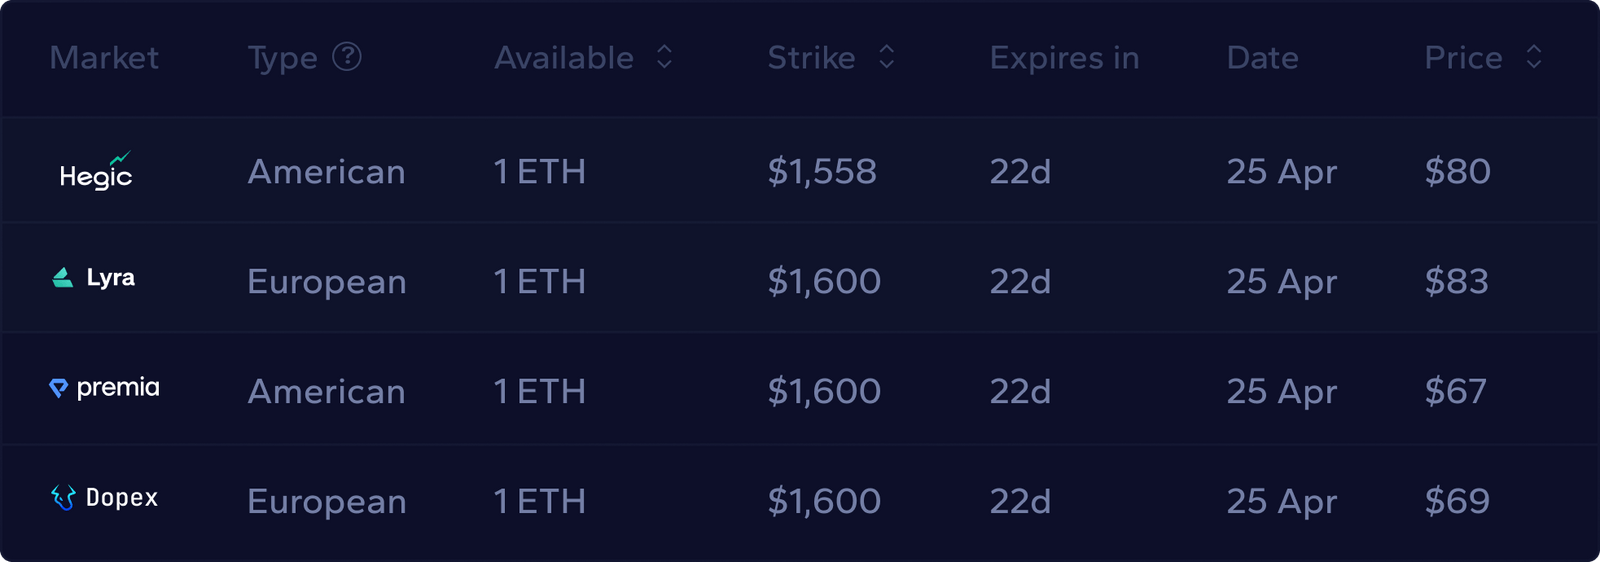 Market Type ? Available Strike Expires in Date Price
Hegic American 1 ETH $1,558 22d 25 Apr $80
Lyra European 1 ETH $1,600 22d 25 Apr $83
premia American 1 ETH $1,600 22d 25 Apr $67
Dopex European 1 ETH $1,600 22d 25 Apr $69